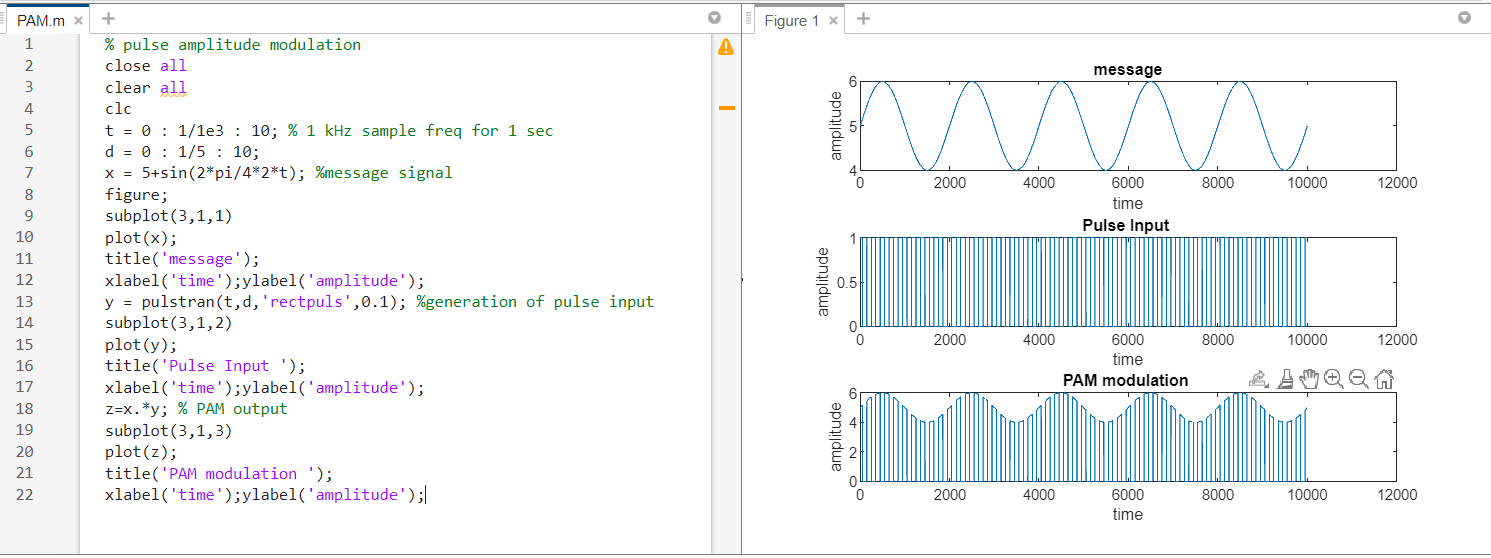 PAM.m × +
1 % pulse amplitude modulation
2 close all
3 clear all
4 clc
5 t = 0 : 1/1e3 : 10; % 1 kHz sample freq for 1 sec
6 d = 0 : 1/5 : 10;
7 x = 5+sin(2*pi/4*2*t); %message signal
8 figure;
9 subplot(3,1,1)
10 plot(x);
11 title('message');
12 xlabel('time');ylabel('amplitude');
13 y = pulstran(t,d,'rectpuls',0.1); %generation of pulse input
14 subplot(3,1,2)
15 plot(y);
16 title('Pulse Input ');
17 xlabel('time');ylabel('amplitude');
18 z=x.*y; % PAM output
19 subplot(3,1,3)
20 plot(z);
21 title('PAM modulation ');
22 xlabel('time');ylabel('amplitude');
Figure 1 × +
message
amplitude
6
5
4
0 2000 4000 6000 8000 10000 12000
time
Pulse Input
amplitude
1
0.5
0
0 2000 4000 6000 8000 10000 12000
time
PAM modulation
amplitude
6
4
2
0
0 2000 4000 6000 8000 10000 12000
time